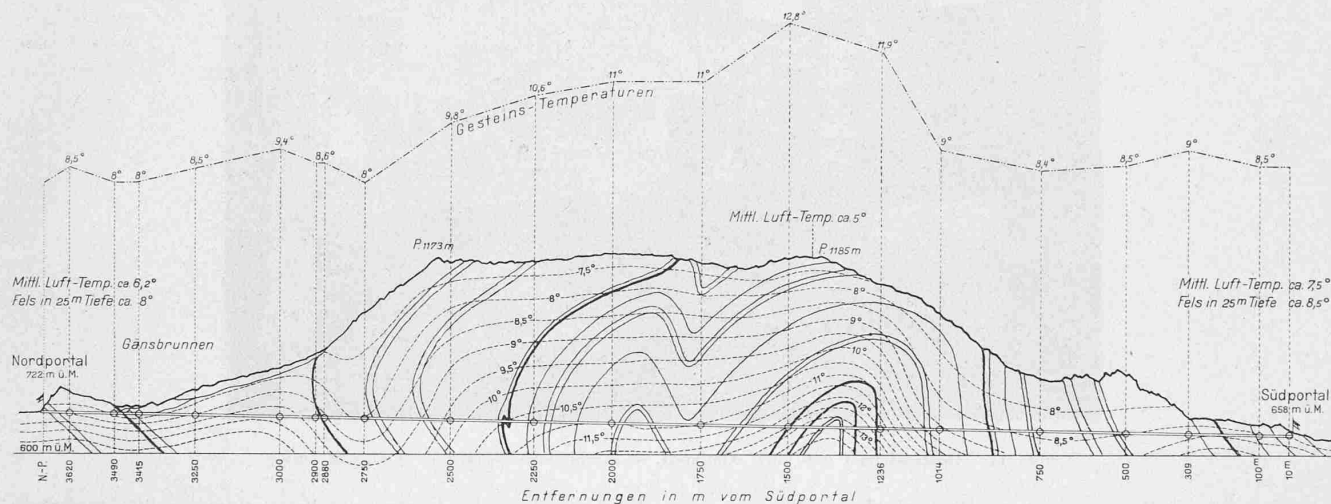 12,8°
11,9°
11°
11°
10,6°
9,8°
Gesteins-Temperaturen
9,4°
9°
9°
8,5°
8°
8°
8,5°
8,6°
8°
8,4°
8,5°
8,5°
Mittl. Luft-Temp. ca. 5°
P. 1173 m
P. 1185 m
Mittl. Luft-Temp. ca. 6,2°
Fels in 25 m Tiefe ca. 8°
Mittl. Luft-Temp. ca. 7,5°
Fels in 25 m Tiefe ca. 8,5°
7,5°
8°
8,5°
9°
9,5°
10°
10,5°
11,5°
8°
9°
10°
11°
12°
13°
8°
8,5°
Gänsbrunnen
Nordportal
722 m ü.M.
Südportal
658 m ü.M.
600 m ü.M.
N.-P.
3620
3490
3415
3250
3000
2900
2860
2750
2500
2250
2000
1750
1500
1236
1014
750
500
309
100 m
10 m
Entfernungen in m vom Südportal